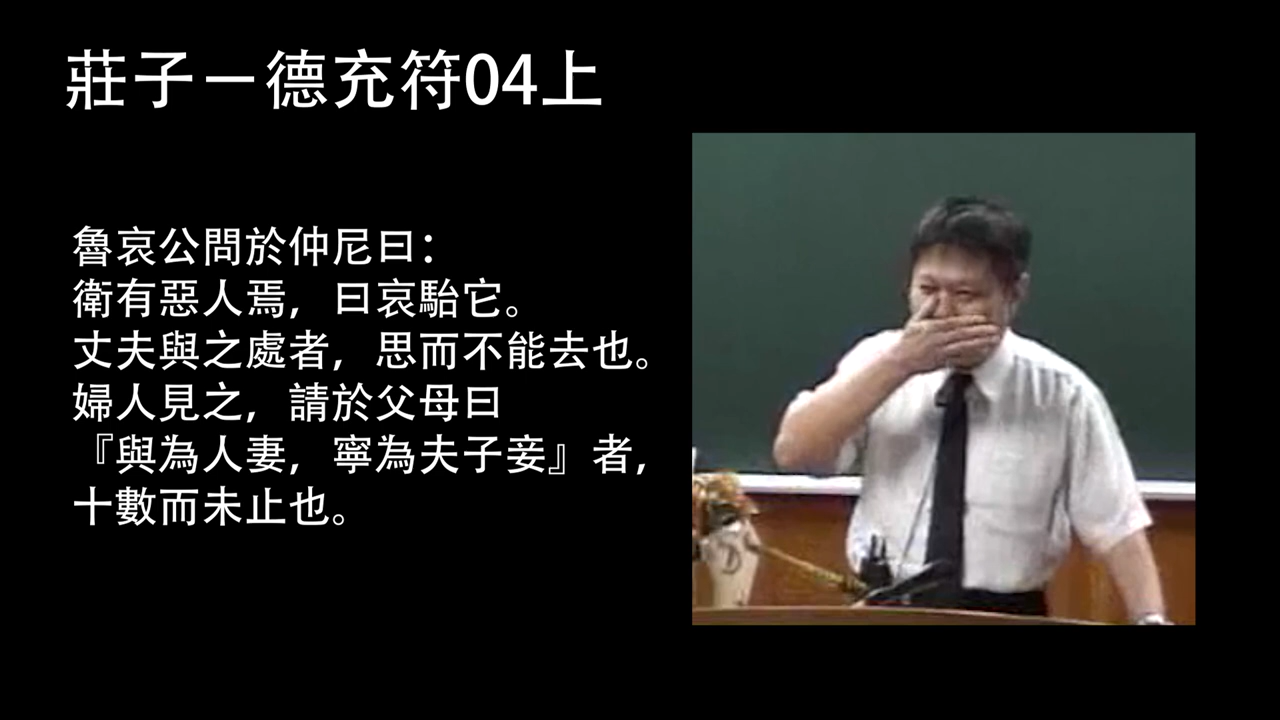 莊子－德充符04上
魯哀公問於仲尼曰：
衛有惡人焉，曰哀駘它。
丈夫與之處者，思而不能去也。
婦人見之，請於父母曰
『與為人妻，寧為夫子妾』者，
十數而未止也。